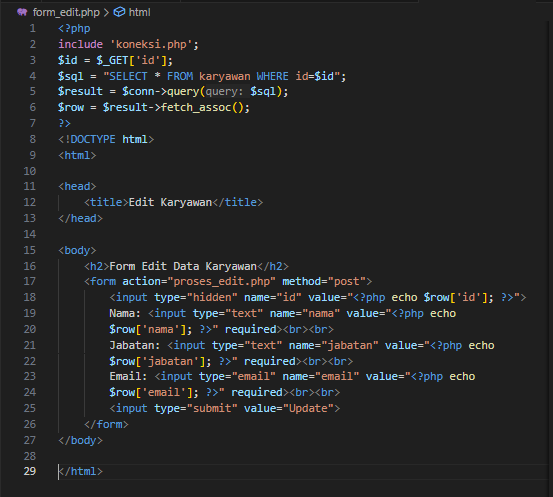 form_edit.php > html
1 <?php
2 include 'koneksi.php';
3 $id = $_GET['id'];
4 $sql = "SELECT * FROM karyawan WHERE id=$id";
5 $result = $conn->query(query: $sql);
6 $row = $result->fetch_assoc();
7 ?>
8 <!DOCTYPE html>
9 <html>
10
11 <head>
12     <title>Edit Karyawan</title>
13 </head>
14
15 <body>
16     <h2>Form Edit Data Karyawan</h2>
17     <form action="proses_edit.php" method="post">
18         <input type="hidden" name="id" value="<?php echo $row['id']; ?>">
19         Nama: <input type="text" name="nama" value="<?php echo
20         $row['nama']; ?>" required><br><br>
21         Jabatan: <input type="text" name="jabatan" value="<?php echo
22         $row['jabatan']; ?>" required><br><br>
23         Email: <input type="email" name="email" value="<?php echo
24         $row['email']; ?>" required><br><br>
25         <input type="submit" value="Update">
26     </form>
27 </body>
28
29 </html>